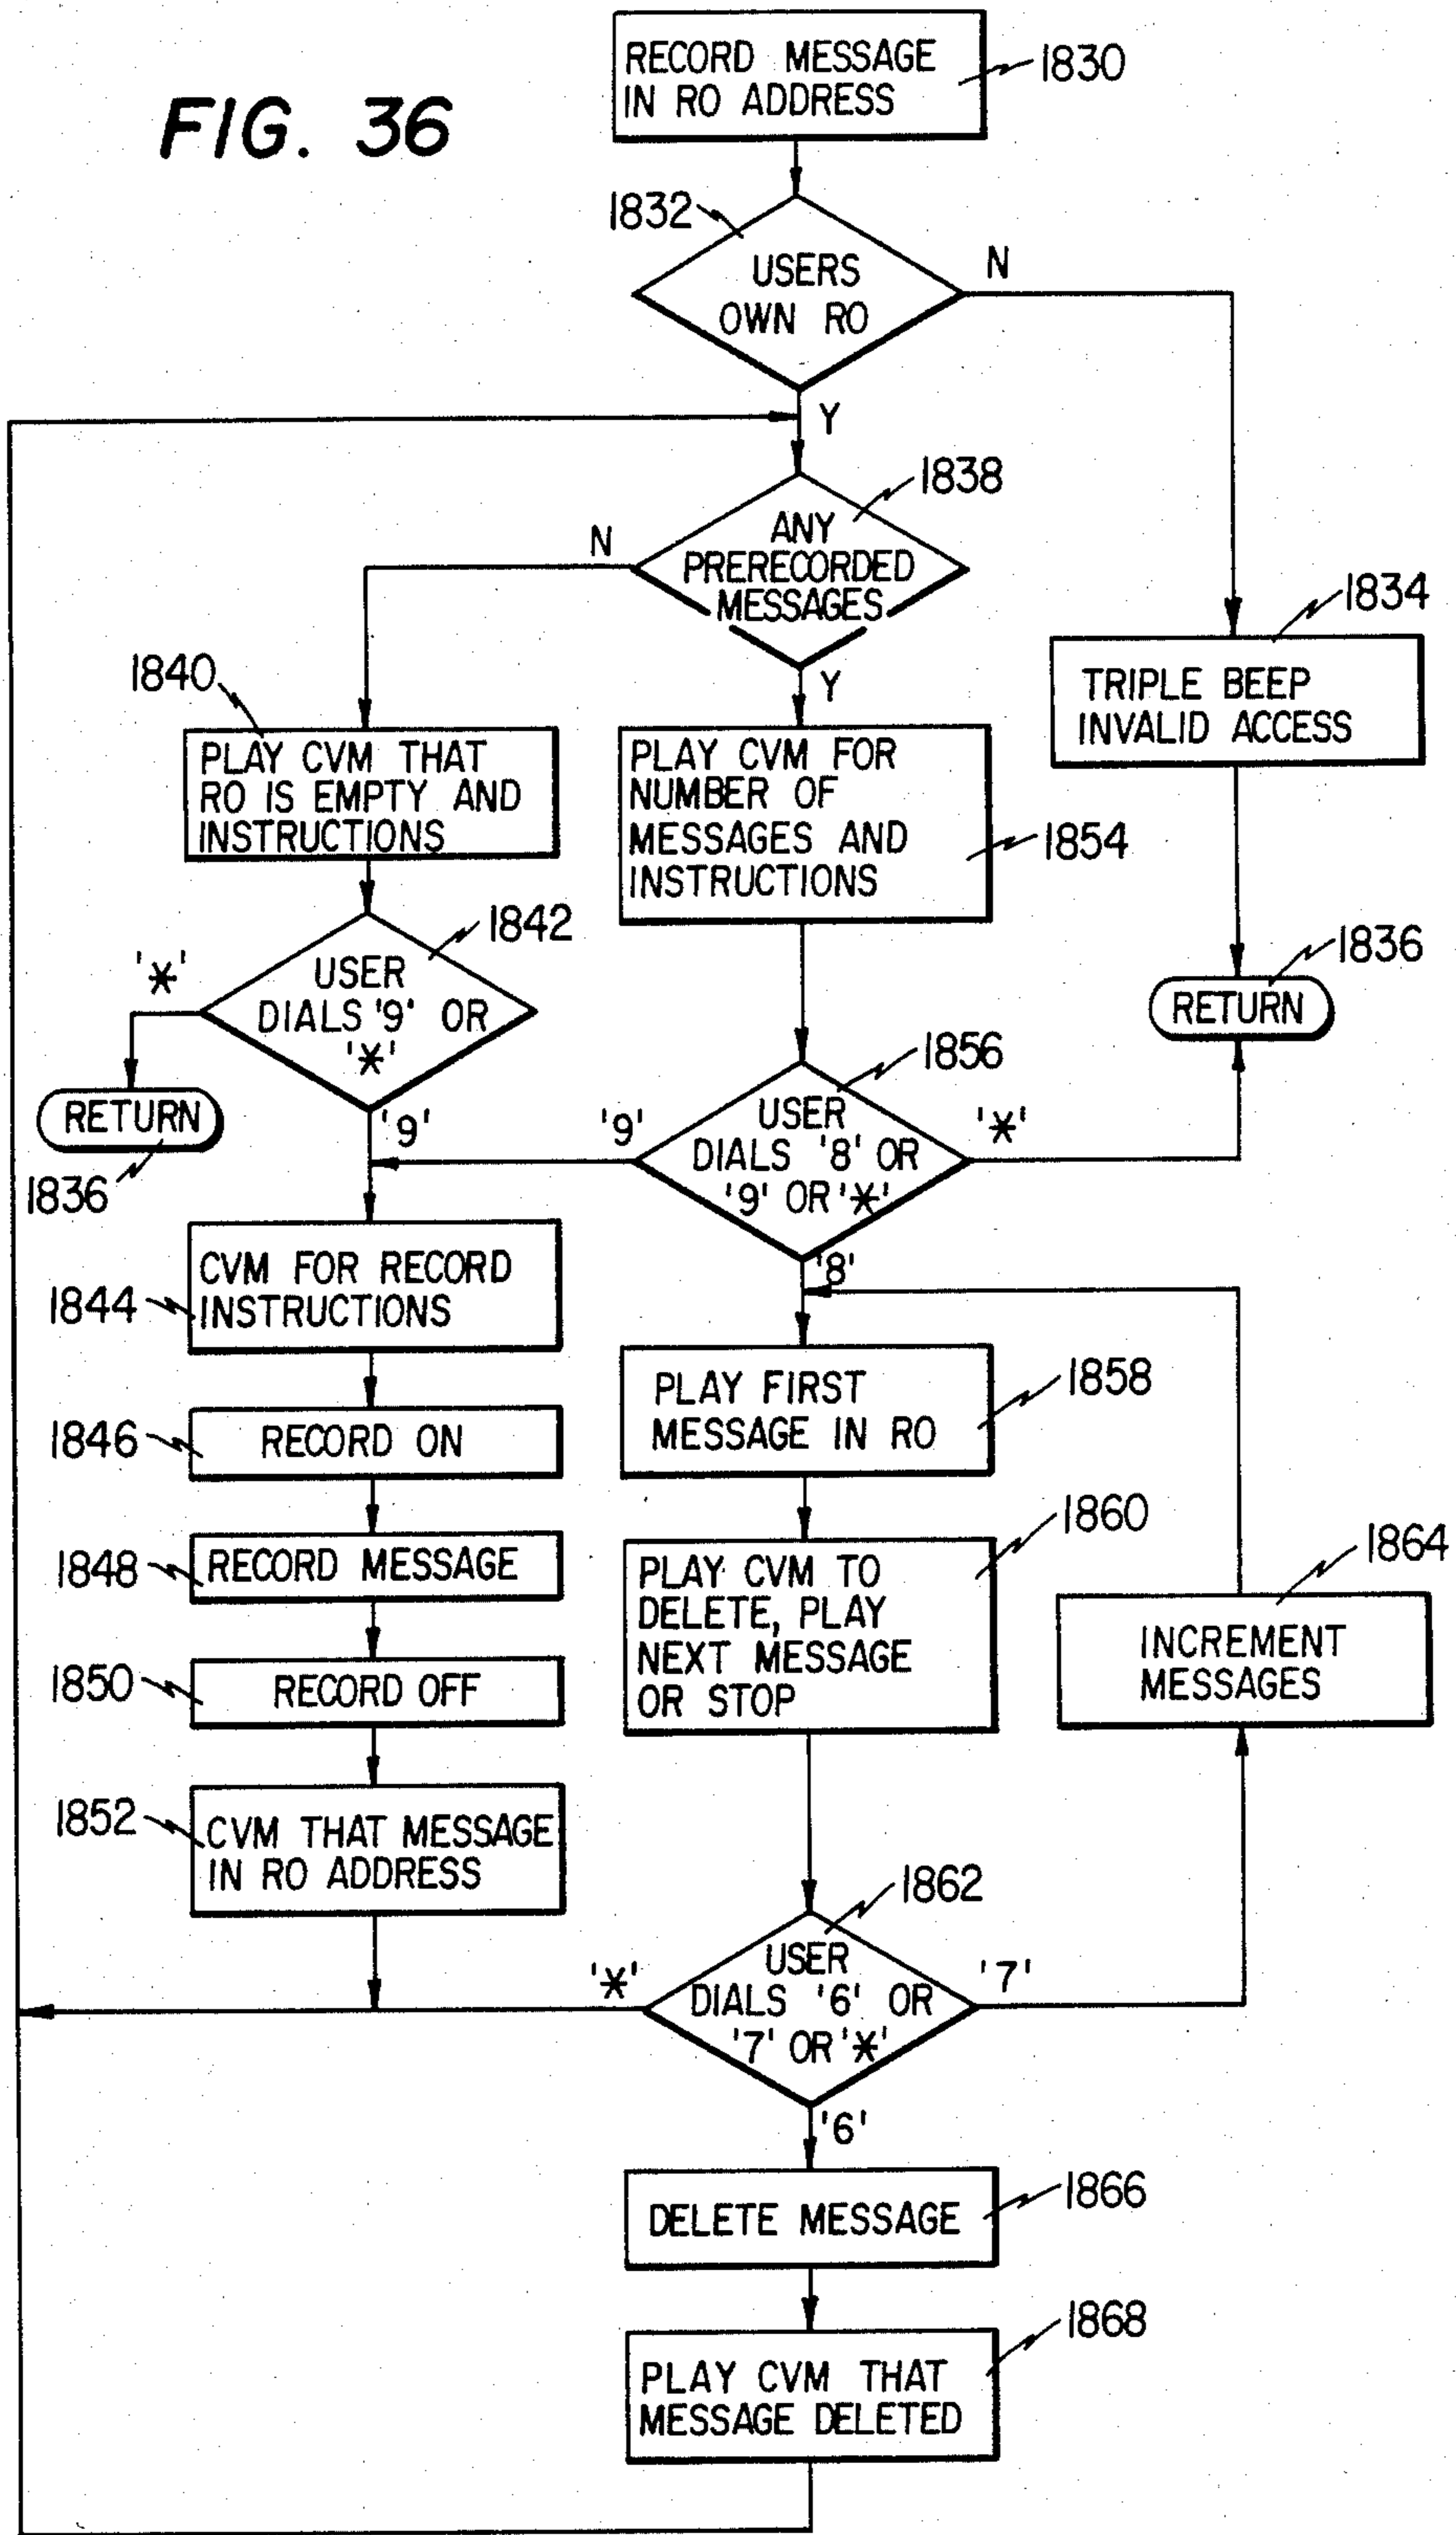 FIG. 36
RECORD MESSAGE
IN RO ADDRESS
1830
1832
USERS
OWN RO
N
Y
1838
ANY
PRERECORDED
MESSAGES
N
Y
1834
TRIPLE BEEP
INVALID ACCESS
1840
PLAY CVM THAT
RO IS EMPTY AND
INSTRUCTIONS
PLAY CVM FOR
NUMBER OF
MESSAGES AND
INSTRUCTIONS
1854
1842
USER
DIALS '9' OR
'*'
'*'
RETURN
1836
'9'
1836
RETURN
1856
USER
DIALS '8' OR
'9' OR '*'
'9'
'*'
'8'
1844
CVM FOR RECORD
INSTRUCTIONS
1846
RECORD ON
1848
RECORD MESSAGE
1850
RECORD OFF
1852
CVM THAT MESSAGE
IN RO ADDRESS
PLAY FIRST
MESSAGE IN RO
1858
1860
PLAY CVM TO
DELETE, PLAY
NEXT MESSAGE
OR STOP
1864
INCREMENT
MESSAGES
1862
USER
DIALS '6' OR
'7' OR '*'
'*'
'7'
'6'
DELETE MESSAGE
1866
1868
PLAY CVM THAT
MESSAGE DELETED